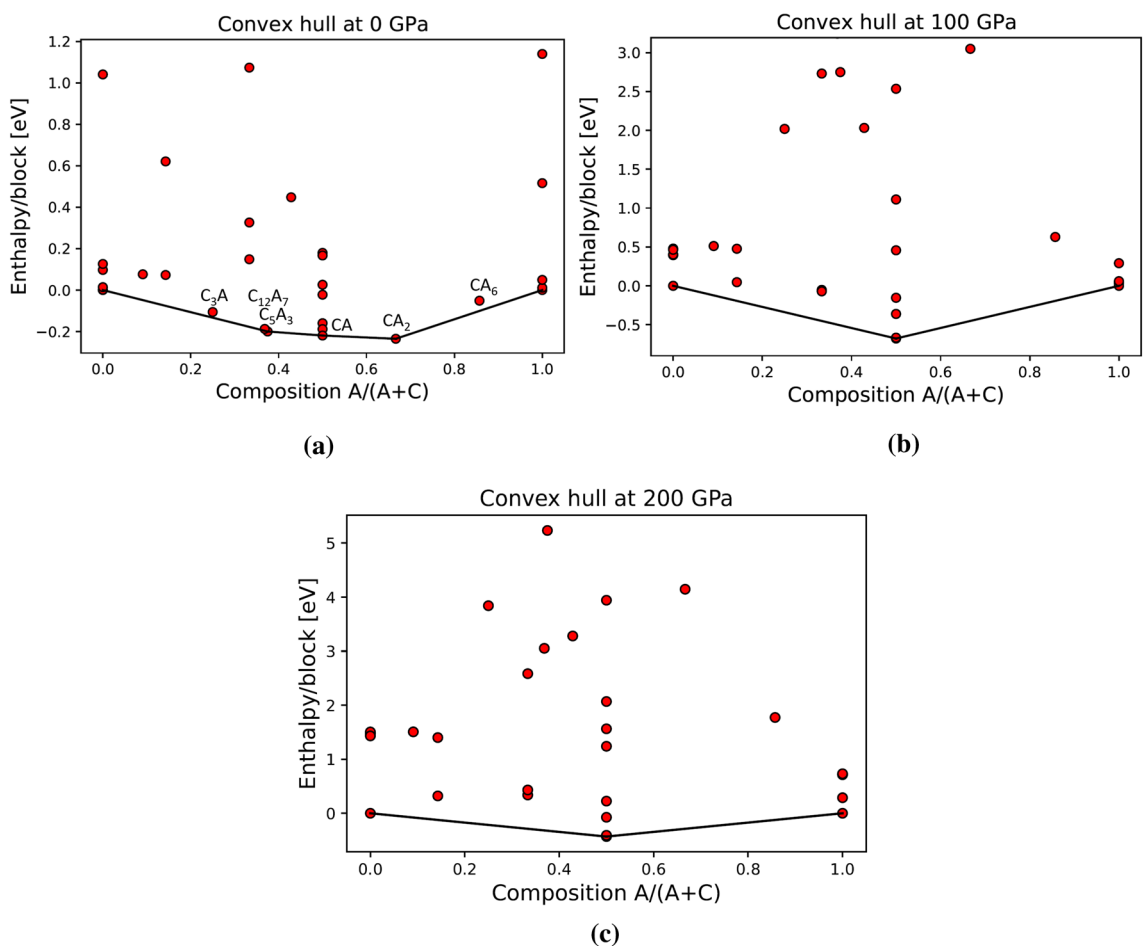 Convex hull at 0 GPa
Enthalpy/block [eV]
1.2
1.0
0.8
0.6
0.4
0.2
0.0
−0.2
C₃A
C₁₂A₇
C₅A₃
CA
CA₂
CA₆
0.0 0.2 0.4 0.6 0.8 1.0
Composition A/(A+C)
(a)
Convex hull at 100 GPa
Enthalpy/block [eV]
3.0
2.5
2.0
1.5
1.0
0.5
0.0
−0.5
0.0 0.2 0.4 0.6 0.8 1.0
Composition A/(A+C)
(b)
Convex hull at 200 GPa
Enthalpy/block [eV]
5
4
3
2
1
0
0.0 0.2 0.4 0.6 0.8 1.0
Composition A/(A+C)
(c)